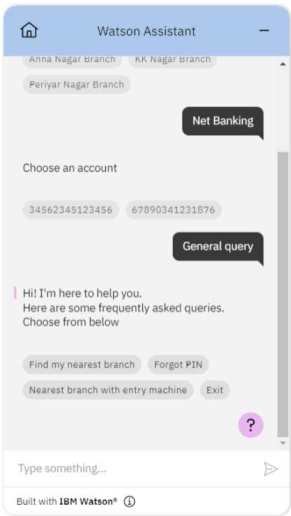 Watson Assistant
Anna Nagar Branch KK Nagar Branch
Periyar Nagar Branch
Net Banking
Choose an account
34562345123456 67890341231876
General query
Hi! I'm here to help you.
Here are some frequently asked queries.
Choose from below
Find my nearest branch Forgot PIN
Nearest branch with entry machine Exit
?
Type something...
Built with IBM Watson®